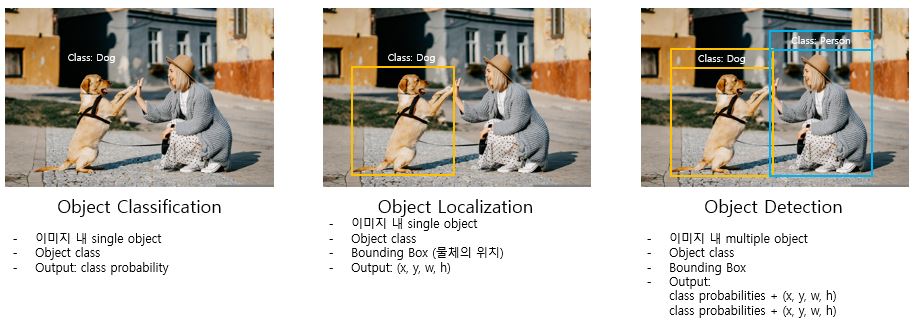 Class: Dog
Object Classification
- 이미지 내 single object
- Object class
- Output: class probability
Class: Dog
Object Localization
- 이미지 내 single object
- Object class
- Bounding Box (물체의 위치)
- Output: (x, y, w, h)
Class: Dog
Class: Person
Object Detection
- 이미지 내 multiple object
- Object class
- Bounding Box
- Output:
class probabilities + (x, y, w, h)
class probabilities + (x, y, w, h)